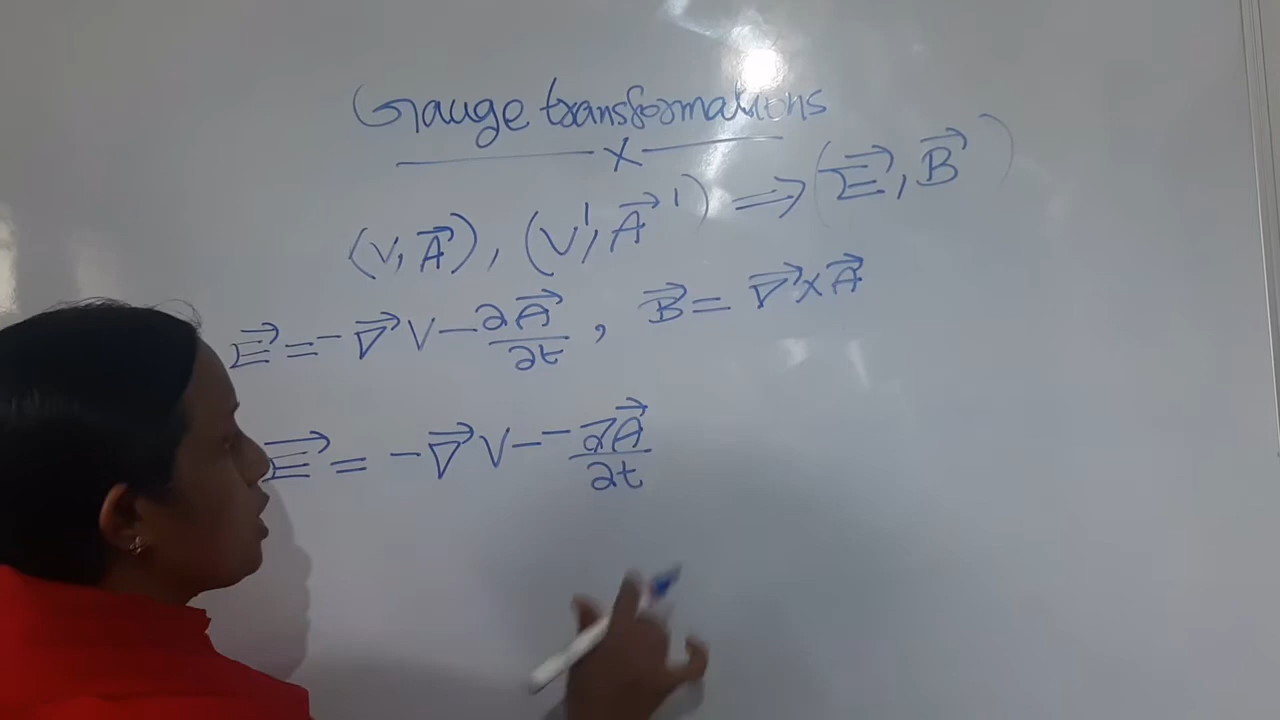 Gauge transformations
x
(V, A⃗), (V', A⃗') ⇒ (E⃗, B⃗)
E⃗ = -∇⃗V - ∂A⃗/∂t, B⃗ = ∇⃗×A⃗
E⃗ = -∇⃗V - - ∂A⃗/∂t